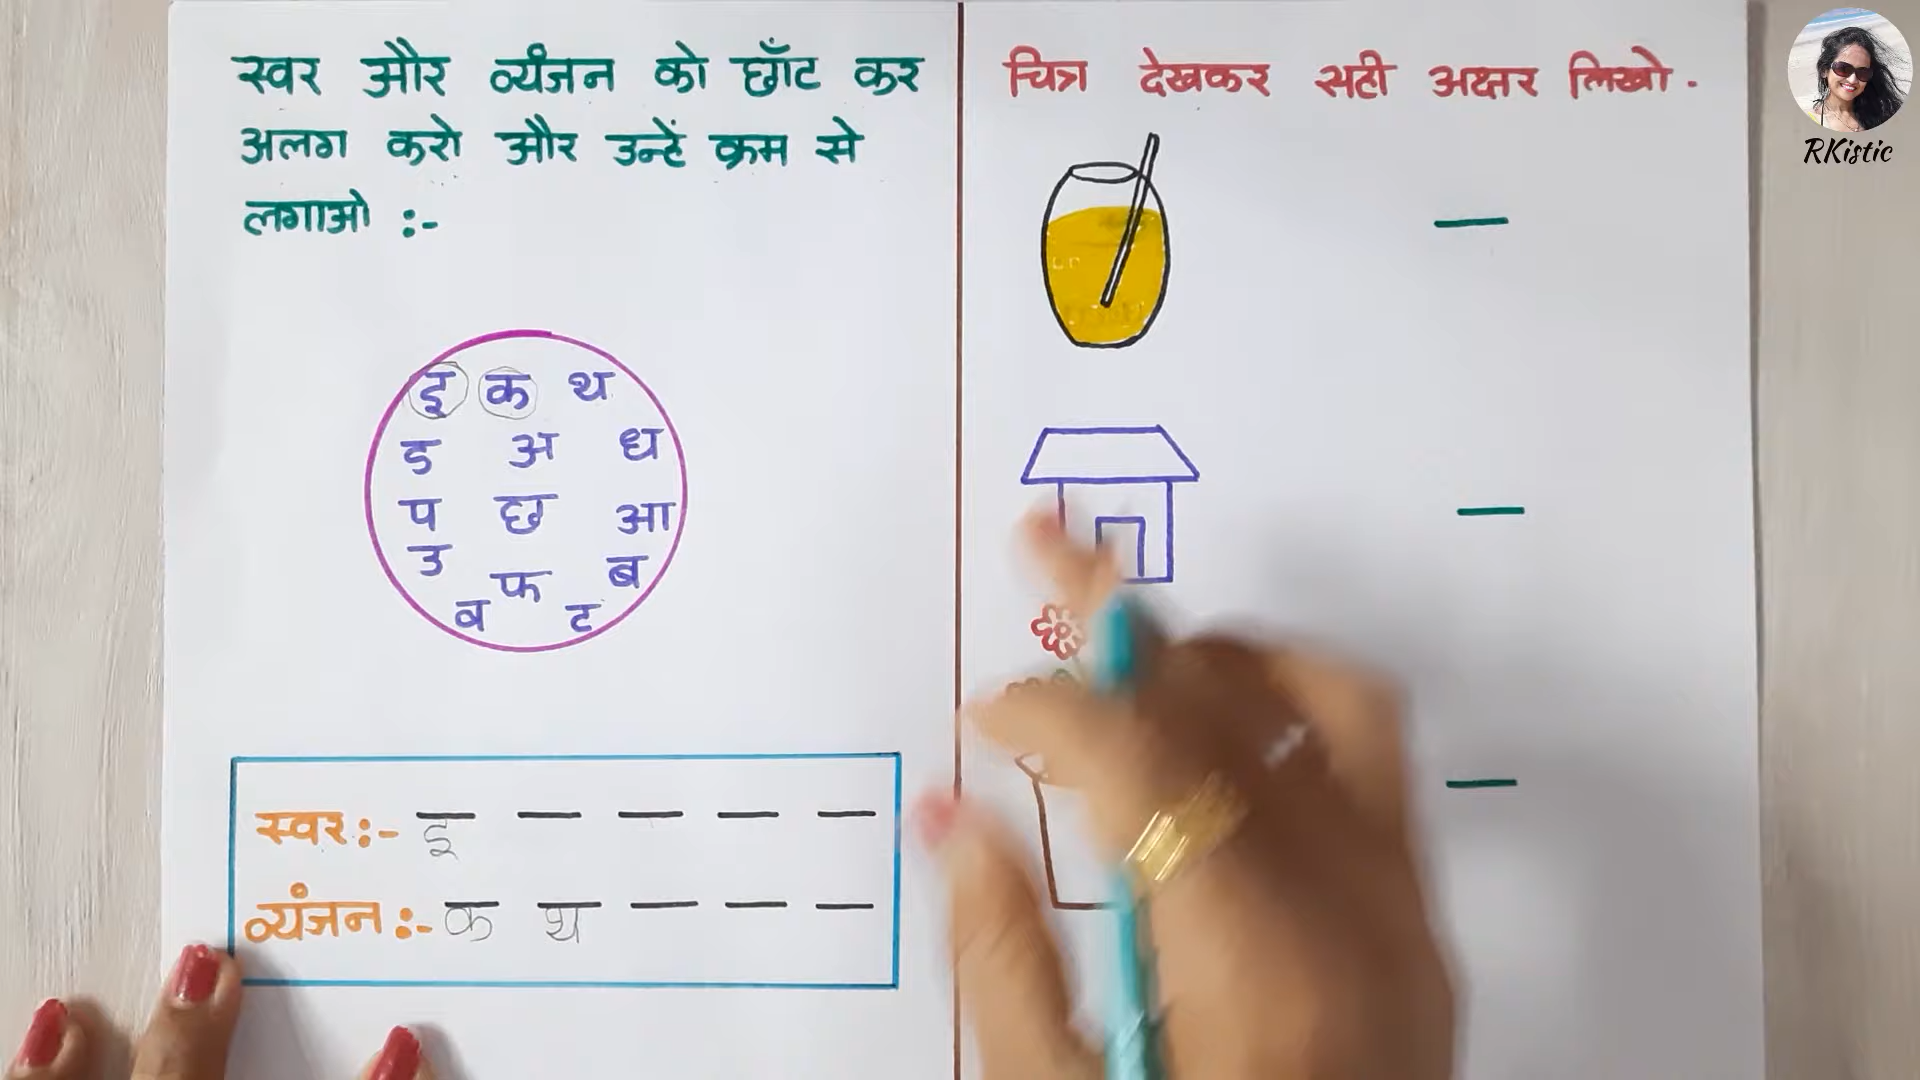 स्वर और व्यंजन को छाँट कर
अलग करो और उन्हें क्रम से
लगाओ :-
इ क थ
ड अ ध
प छ आ
उ फ ब
व ट
स्वर :- इ
व्यंजन :- क थ
चित्र देखकर सही अक्षर लिखो.
RKistic